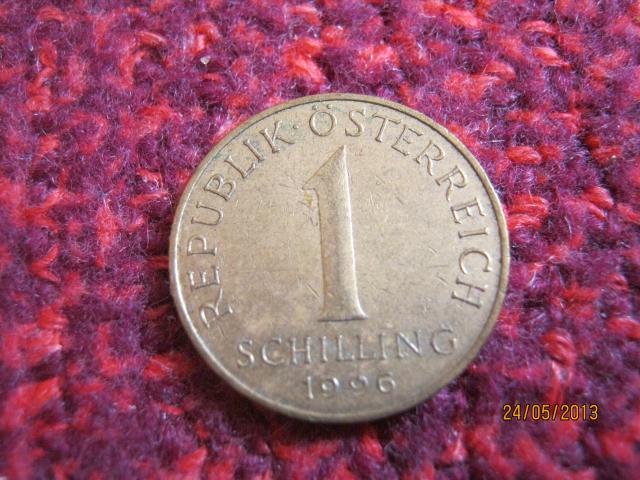 REPUBLIK · ÖSTERREICH
1
SCHILLING
1996
24/05/2013